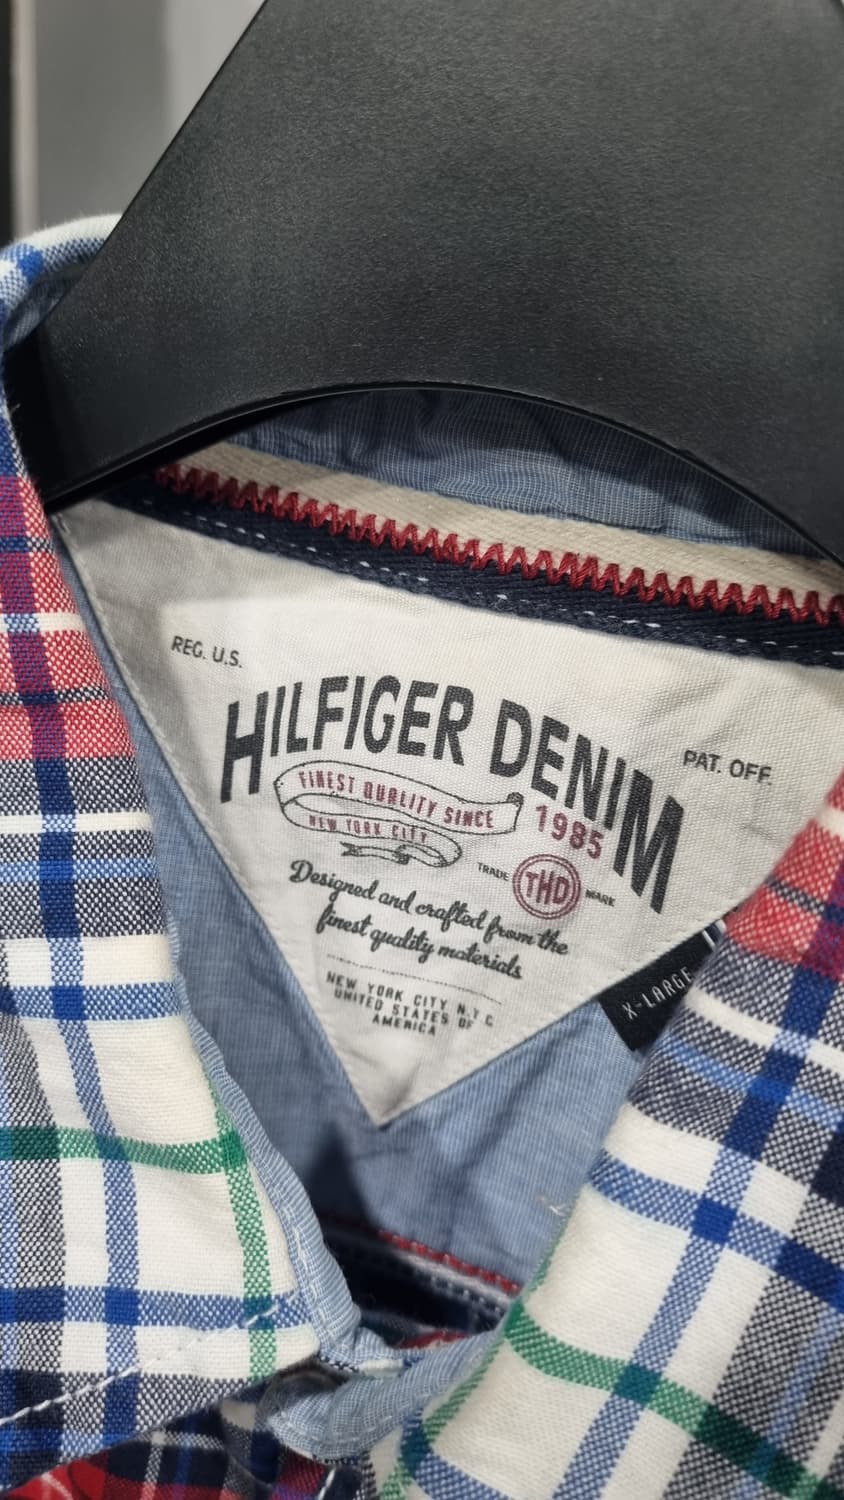 REG. U.S.
HILFIGER DENIM
PAT. OFF.
FINEST QUALITY SINCE 1985
NEW YORK CITY
TRADE THD MARK
Designed and crafted from the
finest quality materials
NEW YORK CITY N.Y.C
UNITED STATES OF
AMERICA
X-LARGE